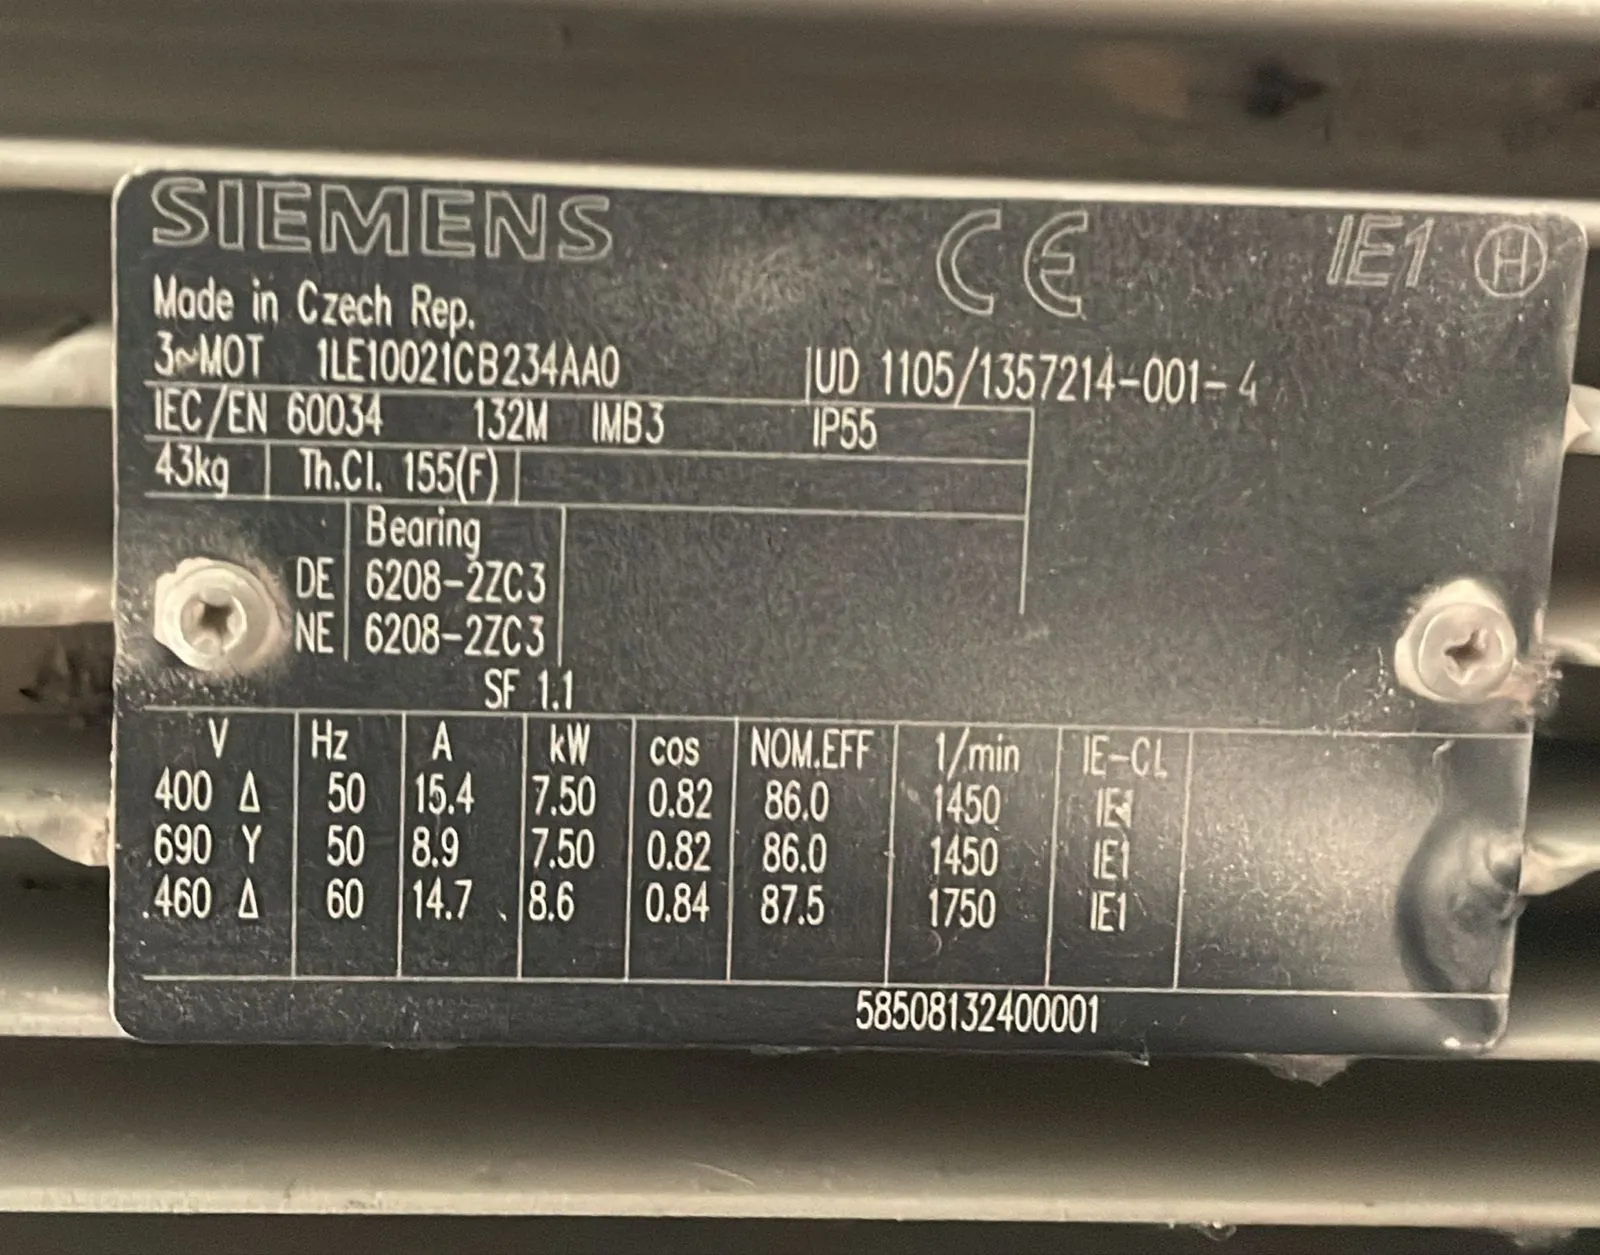 SIEMENS CE IE1 H
Made in Czech Rep.
3~MOT 1LE10021CB234AA0 UD 1105/1357214-001-4
IEC/EN 60034 132M IMB3 IP55
43kg Th.Cl. 155(F)
Bearing
DE 6208-2ZC3
NE 6208-2ZC3
SF 1.1
V Hz A kW cos NOM.EFF 1/min IE-CL
400 Δ 50 15.4 7.50 0.82 86.0 1450 IE1
690 Y 50 8.9 7.50 0.82 86.0 1450 IE1
460 Δ 60 14.7 8.6 0.84 87.5 1750 IE1
58508132400001